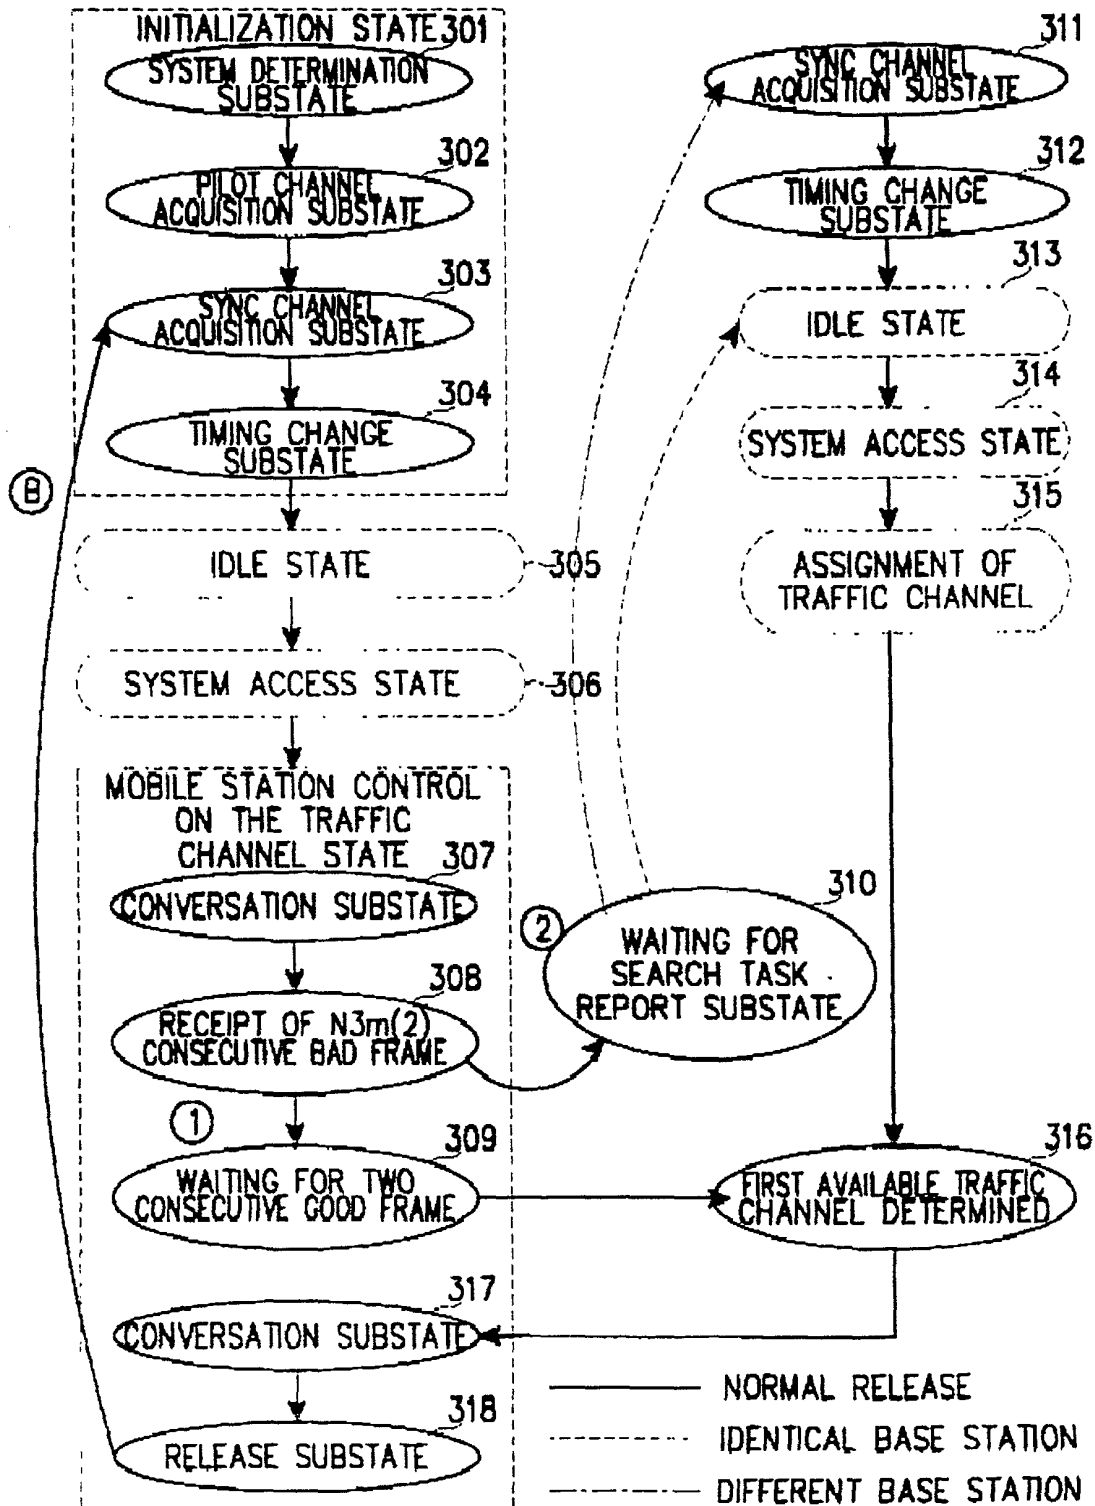 INITIALIZATION STATE 301
SYSTEM DETERMINATION
SUBSTATE
302
PILOT CHANNEL
ACQUISITION SUBSTATE
303
SYNC CHANNEL
ACQUISITION SUBSTATE
304
TIMING CHANGE
SUBSTATE
8
IDLE STATE
305
SYSTEM ACCESS STATE
306
MOBILE STATION CONTROL
ON THE TRAFFIC
CHANNEL STATE
307
CONVERSATION SUBSTATE
308
RECEIPT OF N3m(2)
CONSECUTIVE BAD FRAME
1
309
WAITING FOR TWO
CONSECUTIVE GOOD FRAME
317
CONVERSATION SUBSTATE
318
RELEASE SUBSTATE
310
2
WAITING FOR
SEARCH TASK
REPORT SUBSTATE
311
SYNC CHANNEL
ACQUISITION SUBSTATE
312
TIMING CHANGE
SUBSTATE
313
IDLE STATE
314
SYSTEM ACCESS STATE
315
ASSIGNMENT OF
TRAFFIC CHANNEL
316
FIRST AVAILABLE TRAFFIC
CHANNEL DETERMINED
NORMAL RELEASE
IDENTICAL BASE STATION
DIFFERENT BASE STATION